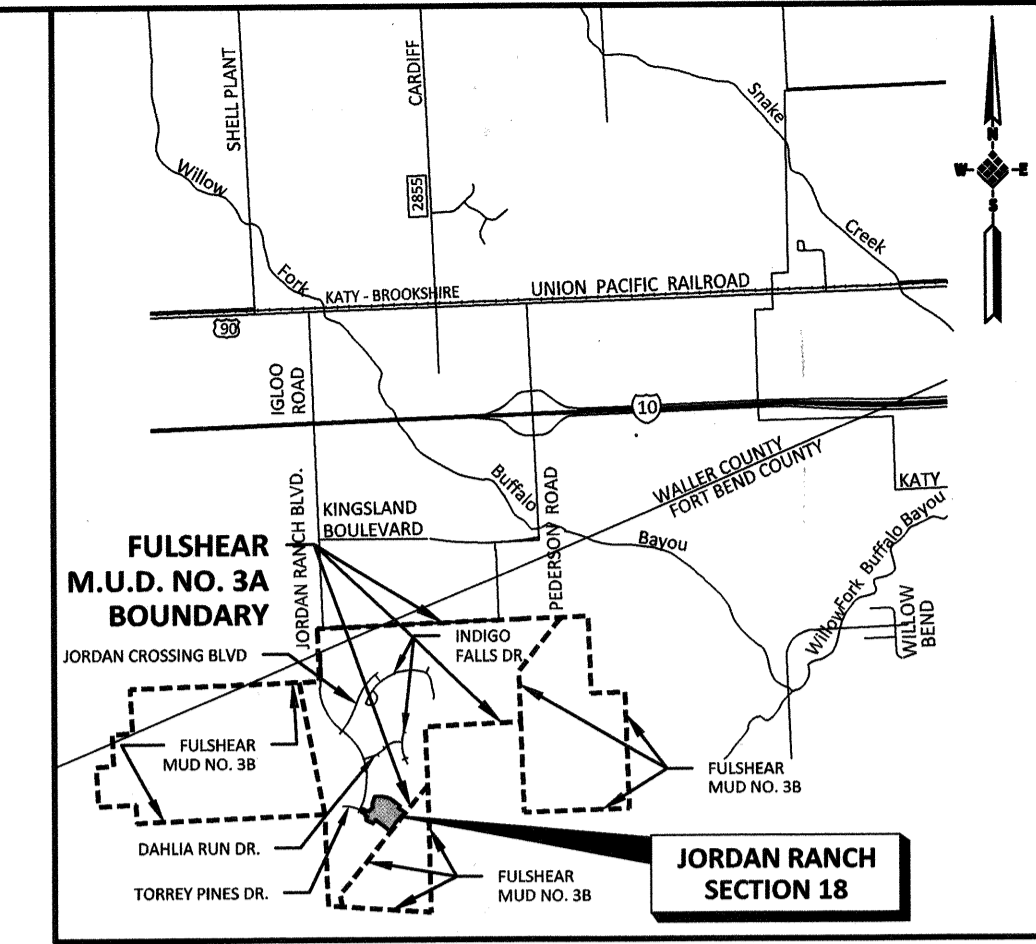 SHELL PLANT
CARDIFF
Snake
N
W
E
S
Willow
2855
Creek
Fork
KATY - BROOKSHIRE
UNION PACIFIC RAILROAD
90
IGLOO
ROAD
10
WALLER COUNTY
FORT BEND COUNTY
Buffalo
KATY
JORDAN RANCH BLVD.
KINGSLAND
BOULEVARD
PEDERSON ROAD
Bayou
Willow Fork Buffalo Bayou
FULSHEAR
M.U.D. NO. 3A
BOUNDARY
WILLOW
BEND
INDIGO
FALLS DR
JORDAN CROSSING BLVD
FULSHEAR
MUD NO. 3B
FULSHEAR
MUD NO. 3B
DAHLIA RUN DR.
TORREY PINES DR.
FULSHEAR
MUD NO. 3B
JORDAN RANCH
SECTION 18